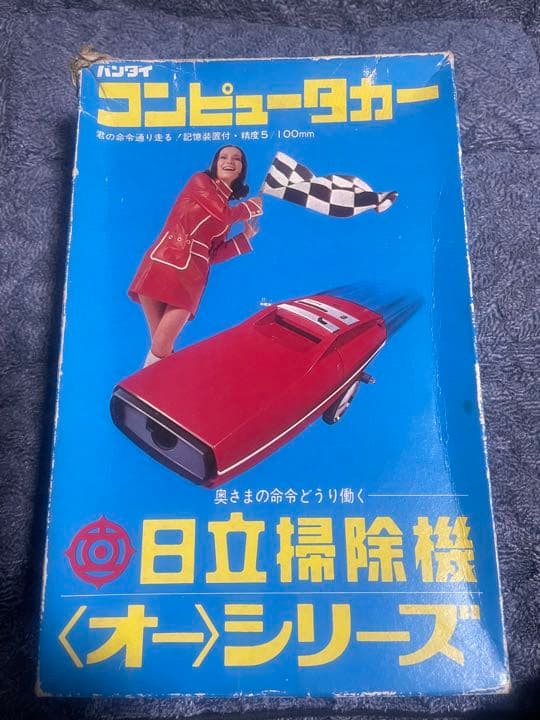 バンダイ
コンピュータカー
君の命令通り走る！記憶装置付・精度5/100mm
奥さまの命令どうり働く
日立掃除機
〈オー〉シリーズ